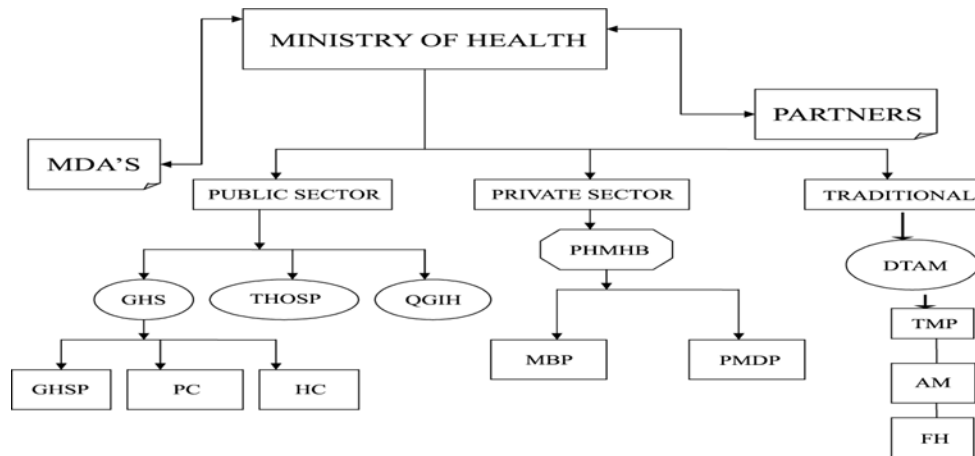 MINISTRY OF HEALTH
PARTNERS
MDA'S
PUBLIC SECTOR
PRIVATE SECTOR
TRADITIONAL
PHMHB
DTAM
GHS
THOSP
QGIH
TMP
MBP
PMDP
GHSP
PC
HC
AM
FH